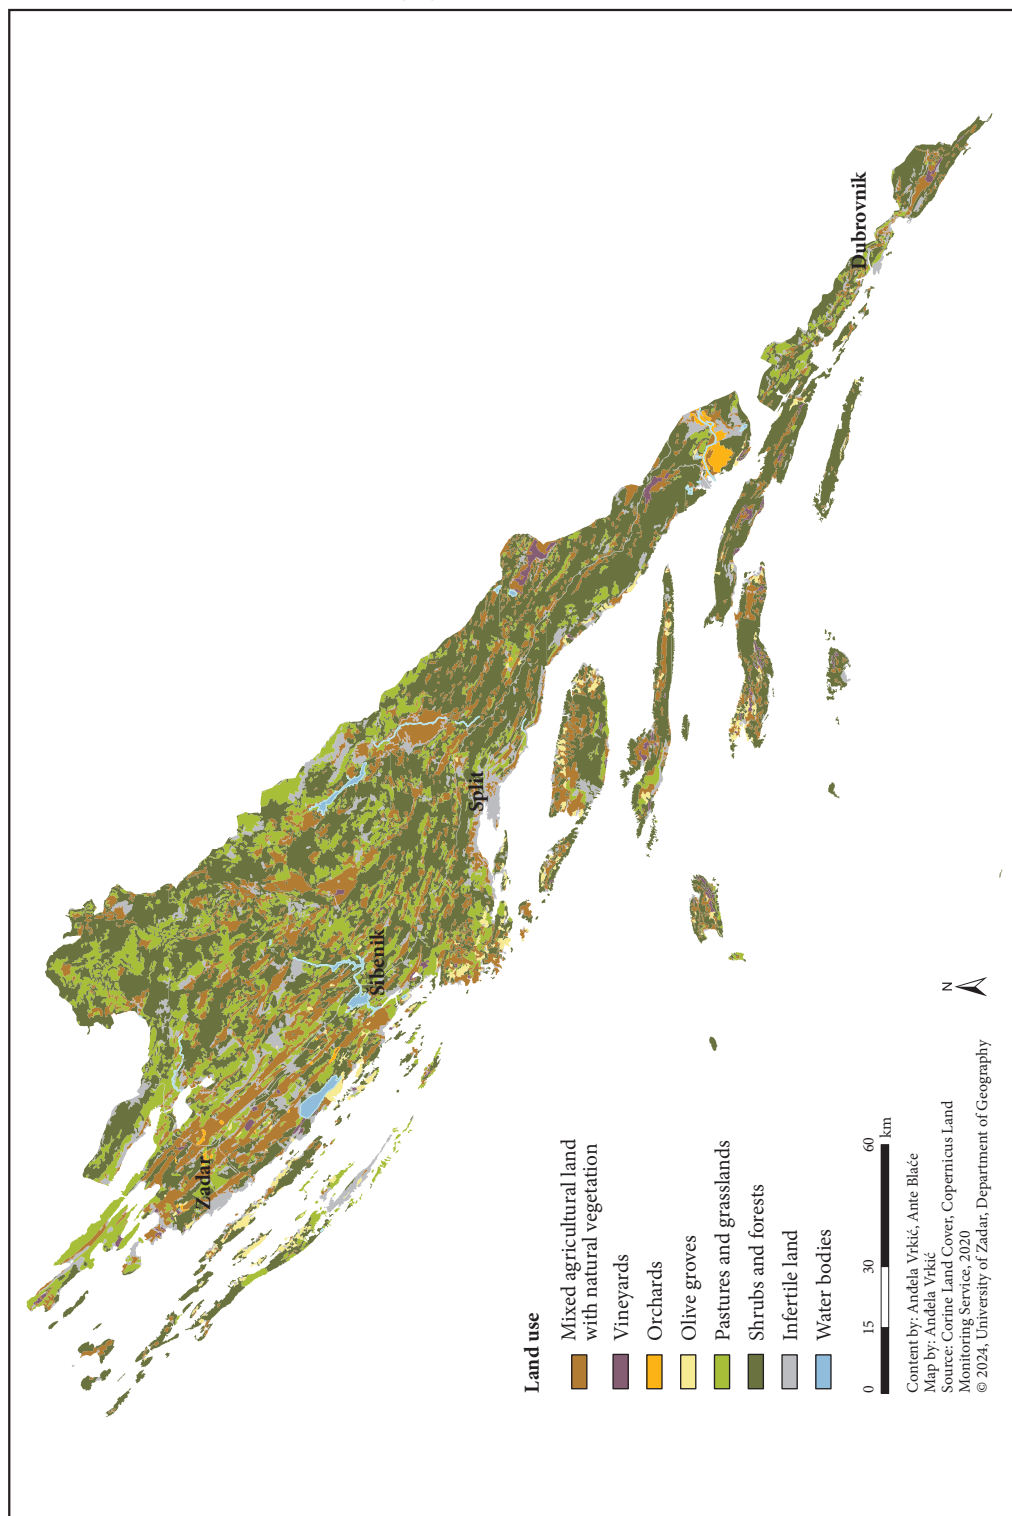 Zadar
Šibenik
Split
Dubrovnik
Land use
Mixed agricultural land
with natural vegetation
Vineyards
Orchards
Olive groves
Pastures and grasslands
Shrubs and forests
Infertile land
Water bodies
0 15 30 60
km
N
Content by: Anđela Vrkić, Ante Blaće
Map by: Anđela Vrkić
Source: Corine Land Cover, Copernicus Land
Monitoring Service, 2020
© 2024, University of Zadar, Department of Geography